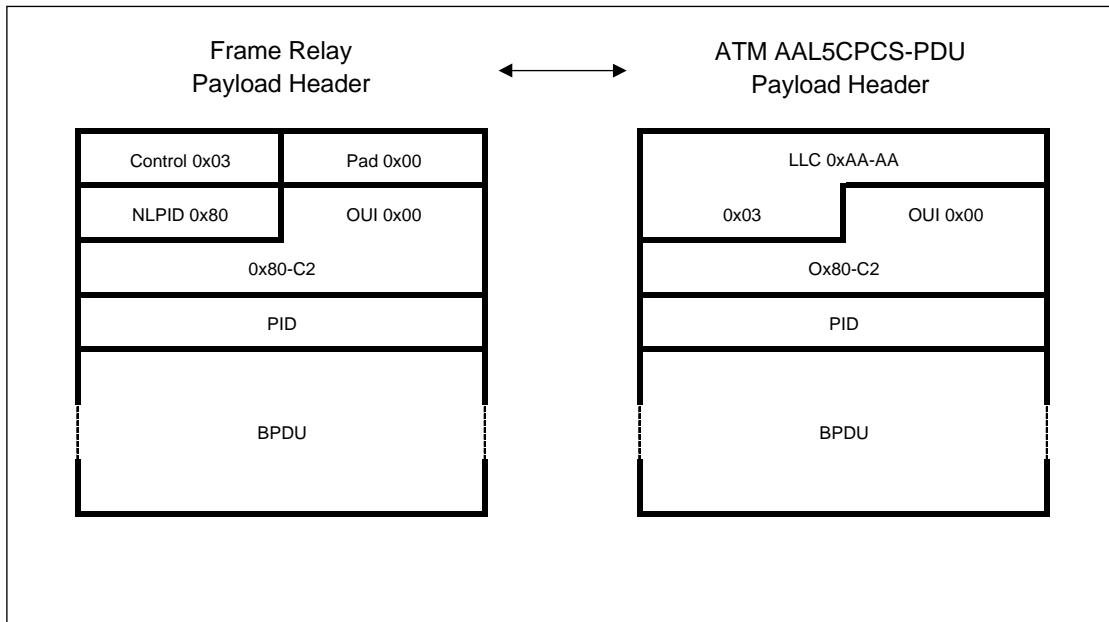 Frame Relay
Payload Header
ATM AAL5CPCS-PDU
Payload Header
Control 0x03
Pad 0x00
NLPID 0x80
OUI 0x00
0x80-C2
PID
BPDU
LLC 0xAA-AA
0x03
OUI 0x00
Ox80-C2
PID
BPDU